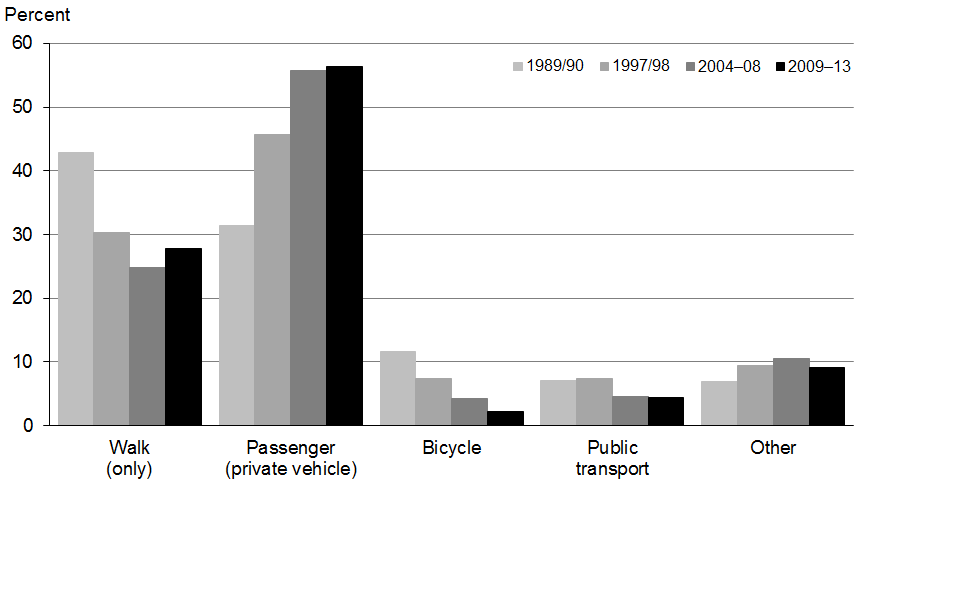 Percent
60
1989/90 1997/98 2004–08 2009–13
50
40
30
20
10
0
Walk Passenger Bicycle Public Other
(only) (private vehicle) transport